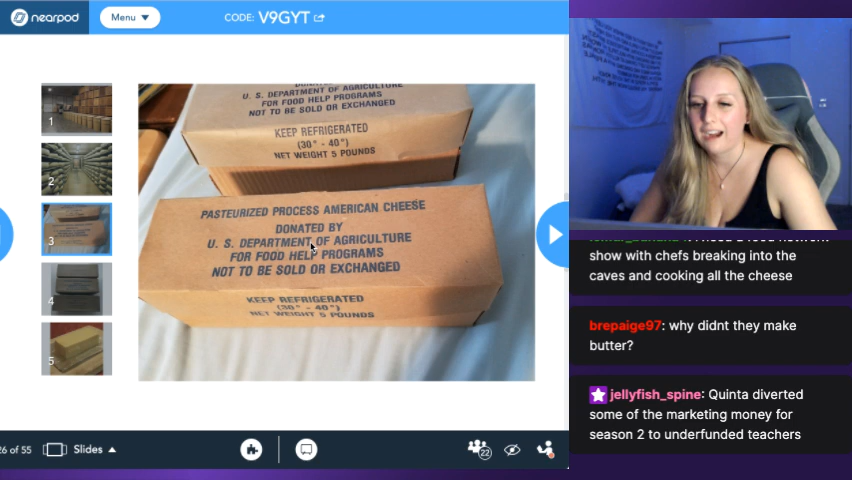 nearpod
Menu
CODE: V9GYT
1
2
3
4
5
U. S. DEPARTMENT OF AGRICULTURE
FOR FOOD HELP PROGRAMS
NOT TO BE SOLD OR EXCHANGED
KEEP REFRIGERATED
(30° - 40°)
NET WEIGHT 5 POUNDS
PASTEURIZED PROCESS AMERICAN CHEESE
DONATED BY
U. S. DEPARTMENT OF AGRICULTURE
FOR FOOD HELP PROGRAMS
NOT TO BE SOLD OR EXCHANGED
KEEP REFRIGERATED
(30° - 40°)
NET WEIGHT 5 POUNDS
26 of 55
Slides
22
show with chefs breaking into the
caves and cooking all the cheese
brepaige97: why didnt they make
butter?
jellyfish_spine: Quinta diverted
some of the marketing money for
season 2 to underfunded teachers